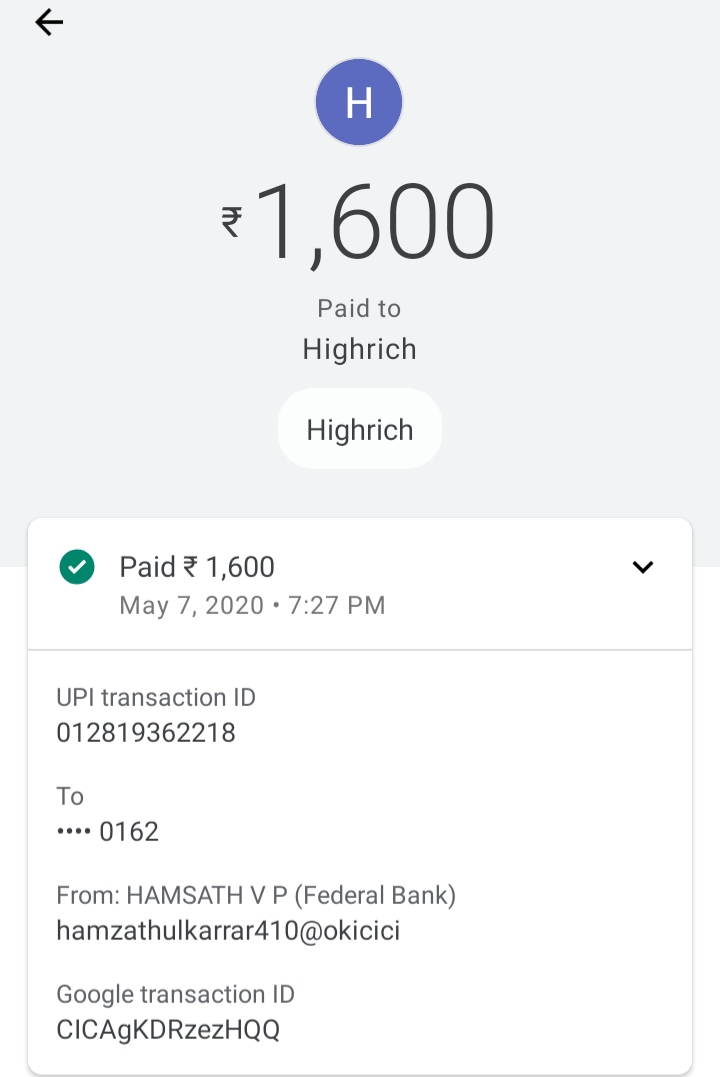 H
₹1,600
Paid to
Highrich
Highrich
Paid ₹ 1,600
May 7, 2020 • 7:27 PM
UPI transaction ID
012819362218
To
•••• 0162
From: HAMSATH V P (Federal Bank)
hamzathulkarrar410@okicici
Google transaction ID
CICAgKDRzezHQQ